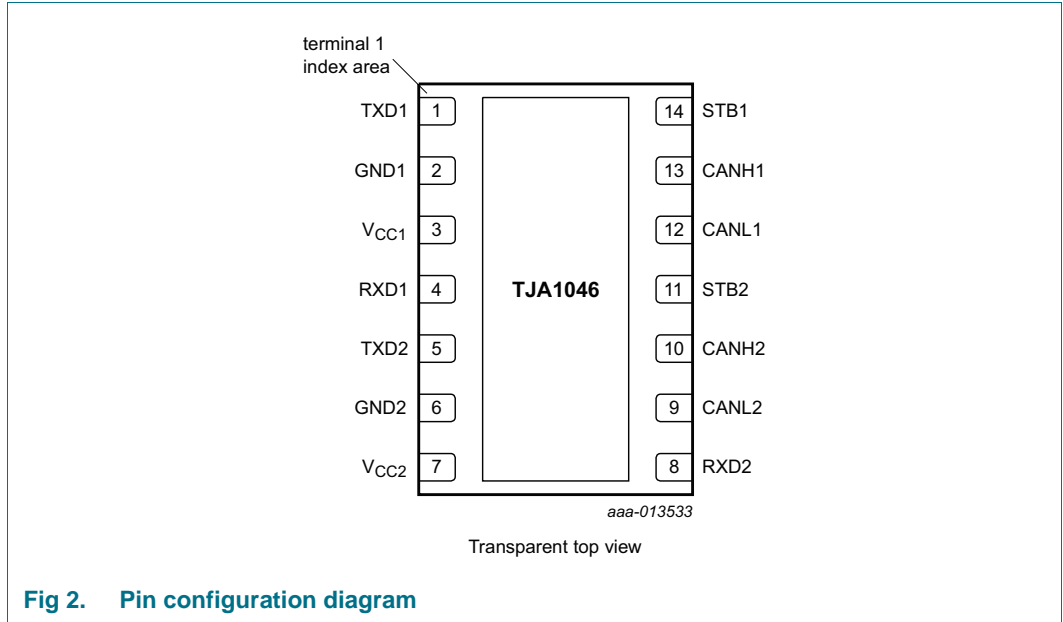 terminal 1
index area
TXD1 1
GND1 2
VCC1 3
RXD1 4
TXD2 5
GND2 6
VCC2 7
TJA1046
14 STB1
13 CANH1
12 CANL1
11 STB2
10 CANH2
9 CANL2
8 RXD2
aaa-013533
Transparent top view
Fig 2. Pin configuration diagram